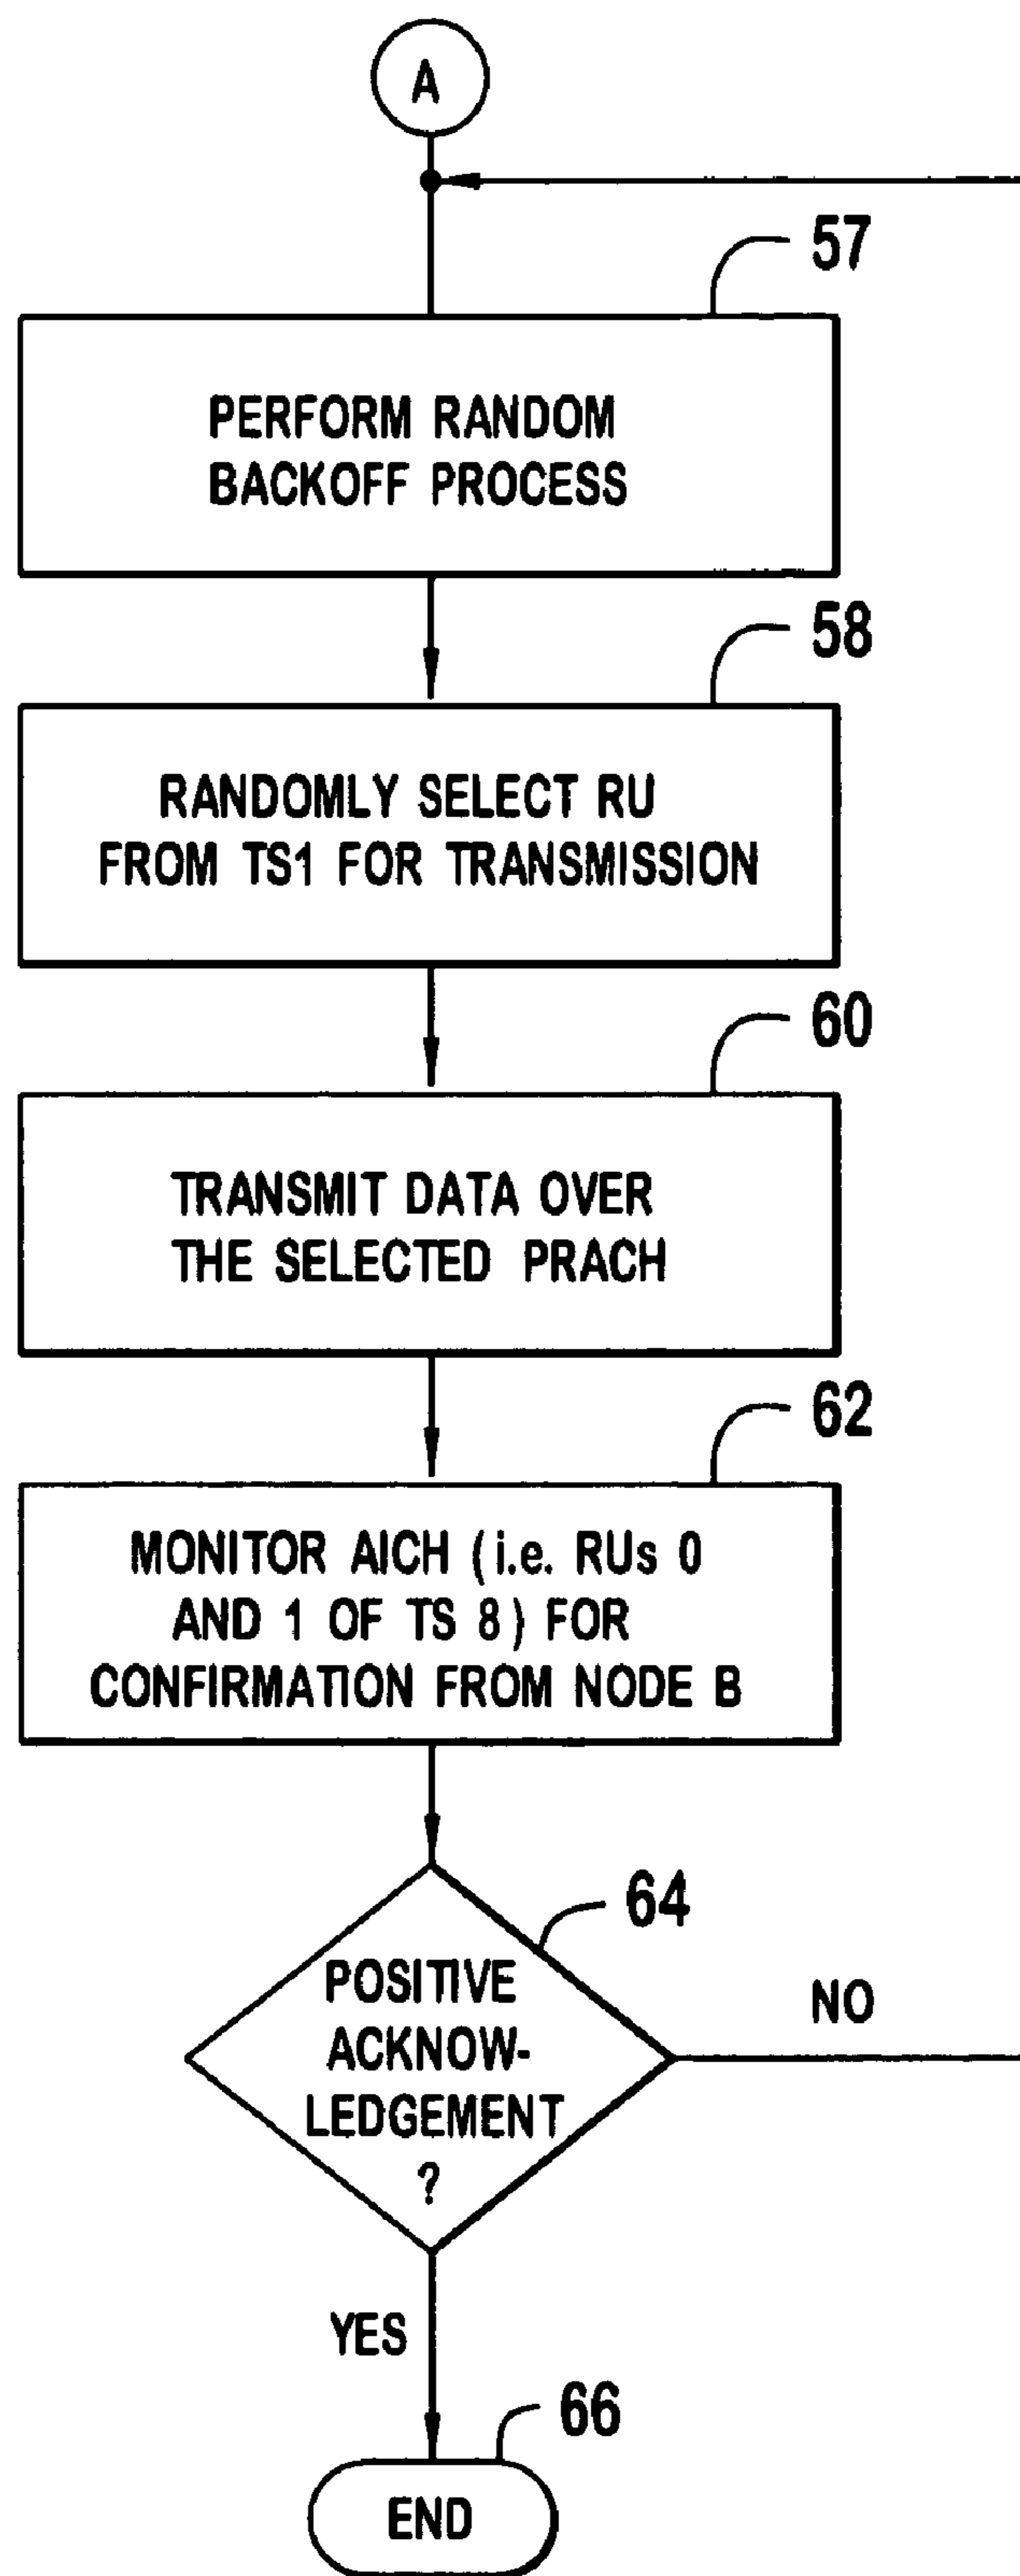 A
57
PERFORM RANDOM
BACKOFF PROCESS
58
RANDOMLY SELECT RU
FROM TS1 FOR TRANSMISSION
60
TRANSMIT DATA OVER
THE SELECTED PRACH
62
MONITOR AICH (i.e. RUs 0
AND 1 OF TS 8) FOR
CONFIRMATION FROM NODE B
64
POSITIVE
ACKNOW-
LEDGEMENT
?
NO
YES
66
END